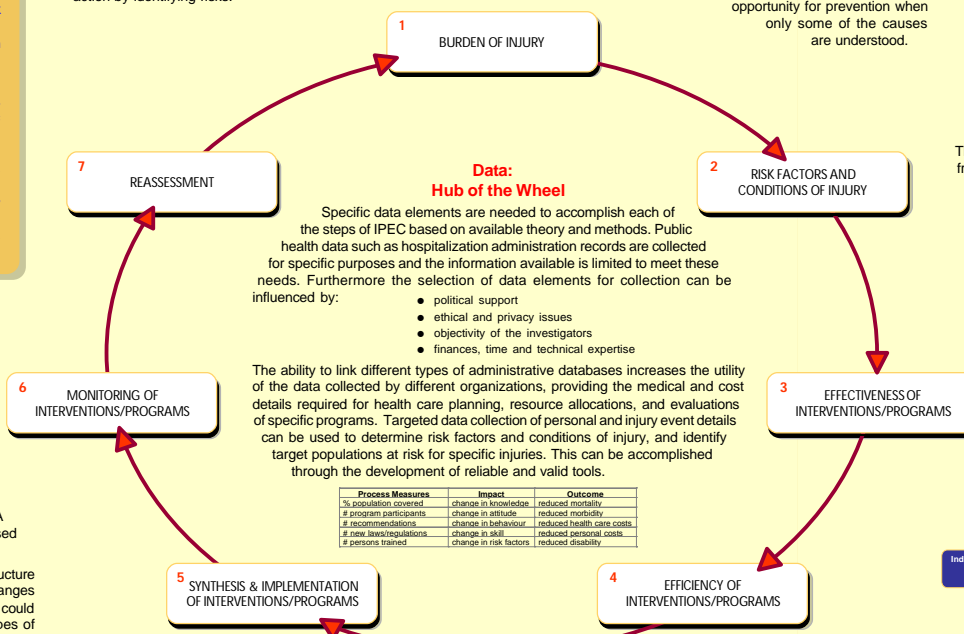 action by identifying risks.
opportunity for prevention when
only some of the causes
are understood.
1
BURDEN OF INJURY
7
REASSESSMENT
2
RISK FACTORS AND
CONDITIONS OF INJURY
Data:
Hub of the Wheel
Specific data elements are needed to accomplish each of
the steps of IPEC based on available theory and methods. Public
health data such as hospitalization administration records are collected
for specific purposes and the information available is limited to meet these
needs. Furthermore the selection of data elements for collection can be
influenced by:
● political support
● ethical and privacy issues
● objectivity of the investigators
● finances, time and technical expertise
The ability to link different types of administrative databases increases the utility
of the data collected by different organizations, providing the medical and cost
details required for health care planning, resource allocations, and evaluations
of specific programs. Targeted data collection of personal and injury event details
can be used to determine risk factors and conditions of injury, and identify
target populations at risk for specific injuries. This can be accomplished
through the development of reliable and valid tools.
6
MONITORING OF
INTERVENTIONS/PROGRAMS
3
EFFECTIVENESS OF
INTERVENTIONS/PROGRAMS
Process Measures Impact Outcome
% population covered change in knowledge reduced mortality
# program participants change in attitude reduced morbidity
# recommendations change in behaviour reduced health care costs
# new laws/regulations change in skill reduced personal costs
# persons trained change in risk factors reduced disability
5
SYNTHESIS & IMPLEMENTATION
OF INTERVENTIONS/PROGRAMS
4
EFFICIENCY OF
INTERVENTIONS/PROGRAMS
A
could